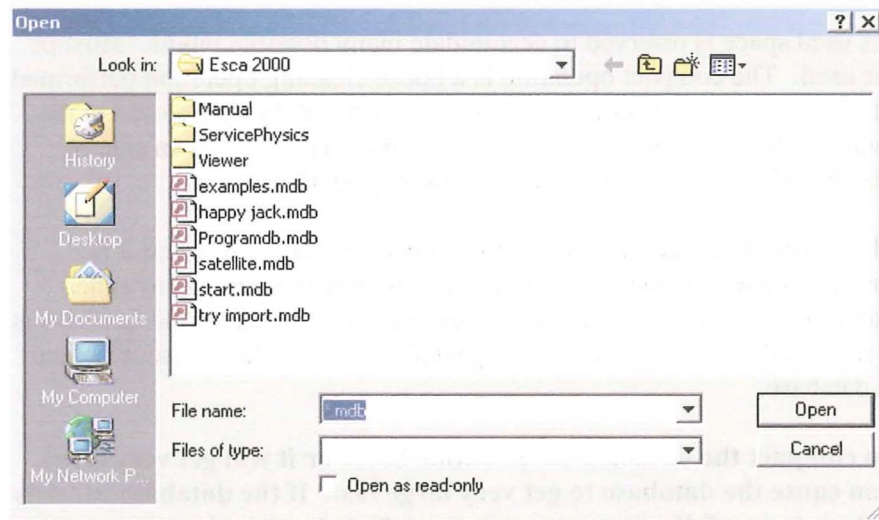 Open
Look in: Esca 2000
History
Desktop
My Documents
My Computer
My Network P...
Manual
ServicePhysics
Viewer
examples.mdb
happy jack.mdb
Programdb.mdb
satellite.mdb
start.mdb
try import.mdb
File name: *.mdb
Open
Files of type:
Cancel
Open as read-only